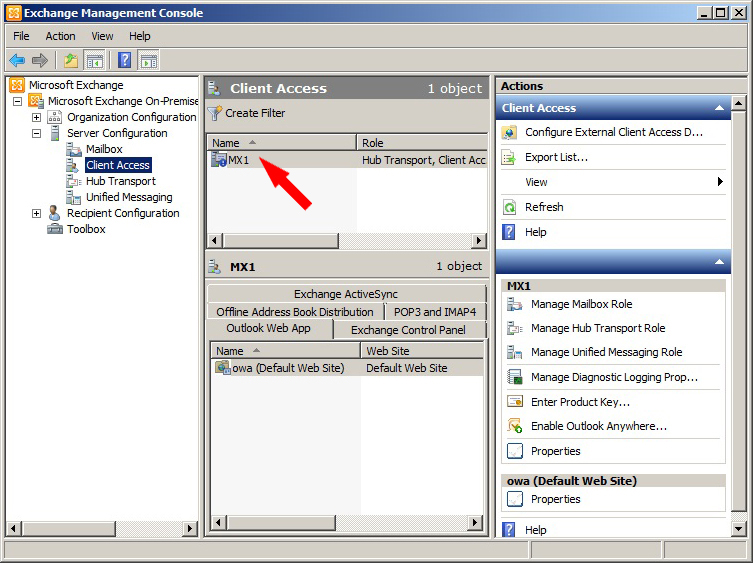 Exchange Management Console
File Action View Help
Microsoft Exchange
Microsoft Exchange On-Premise
Organization Configuration
Server Configuration
Mailbox
Client Access
Hub Transport
Unified Messaging
Recipient Configuration
Toolbox
Client Access 1 object
Create Filter
Name Role
MX1 Hub Transport, Client Acc
MX1 1 object
Exchange ActiveSync
Offline Address Book Distribution POP3 and IMAP4
Outlook Web App Exchange Control Panel
Name Web Site
owa (Default Web Site) Default Web Site
Actions
Client Access
Configure External Client Access D...
Export List...
View
Refresh
Help
MX1
Manage Mailbox Role
Manage Hub Transport Role
Manage Unified Messaging Role
Manage Diagnostic Logging Prop...
Enter Product Key...
Enable Outlook Anywhere...
Properties
owa (Default Web Site)
Properties
Help